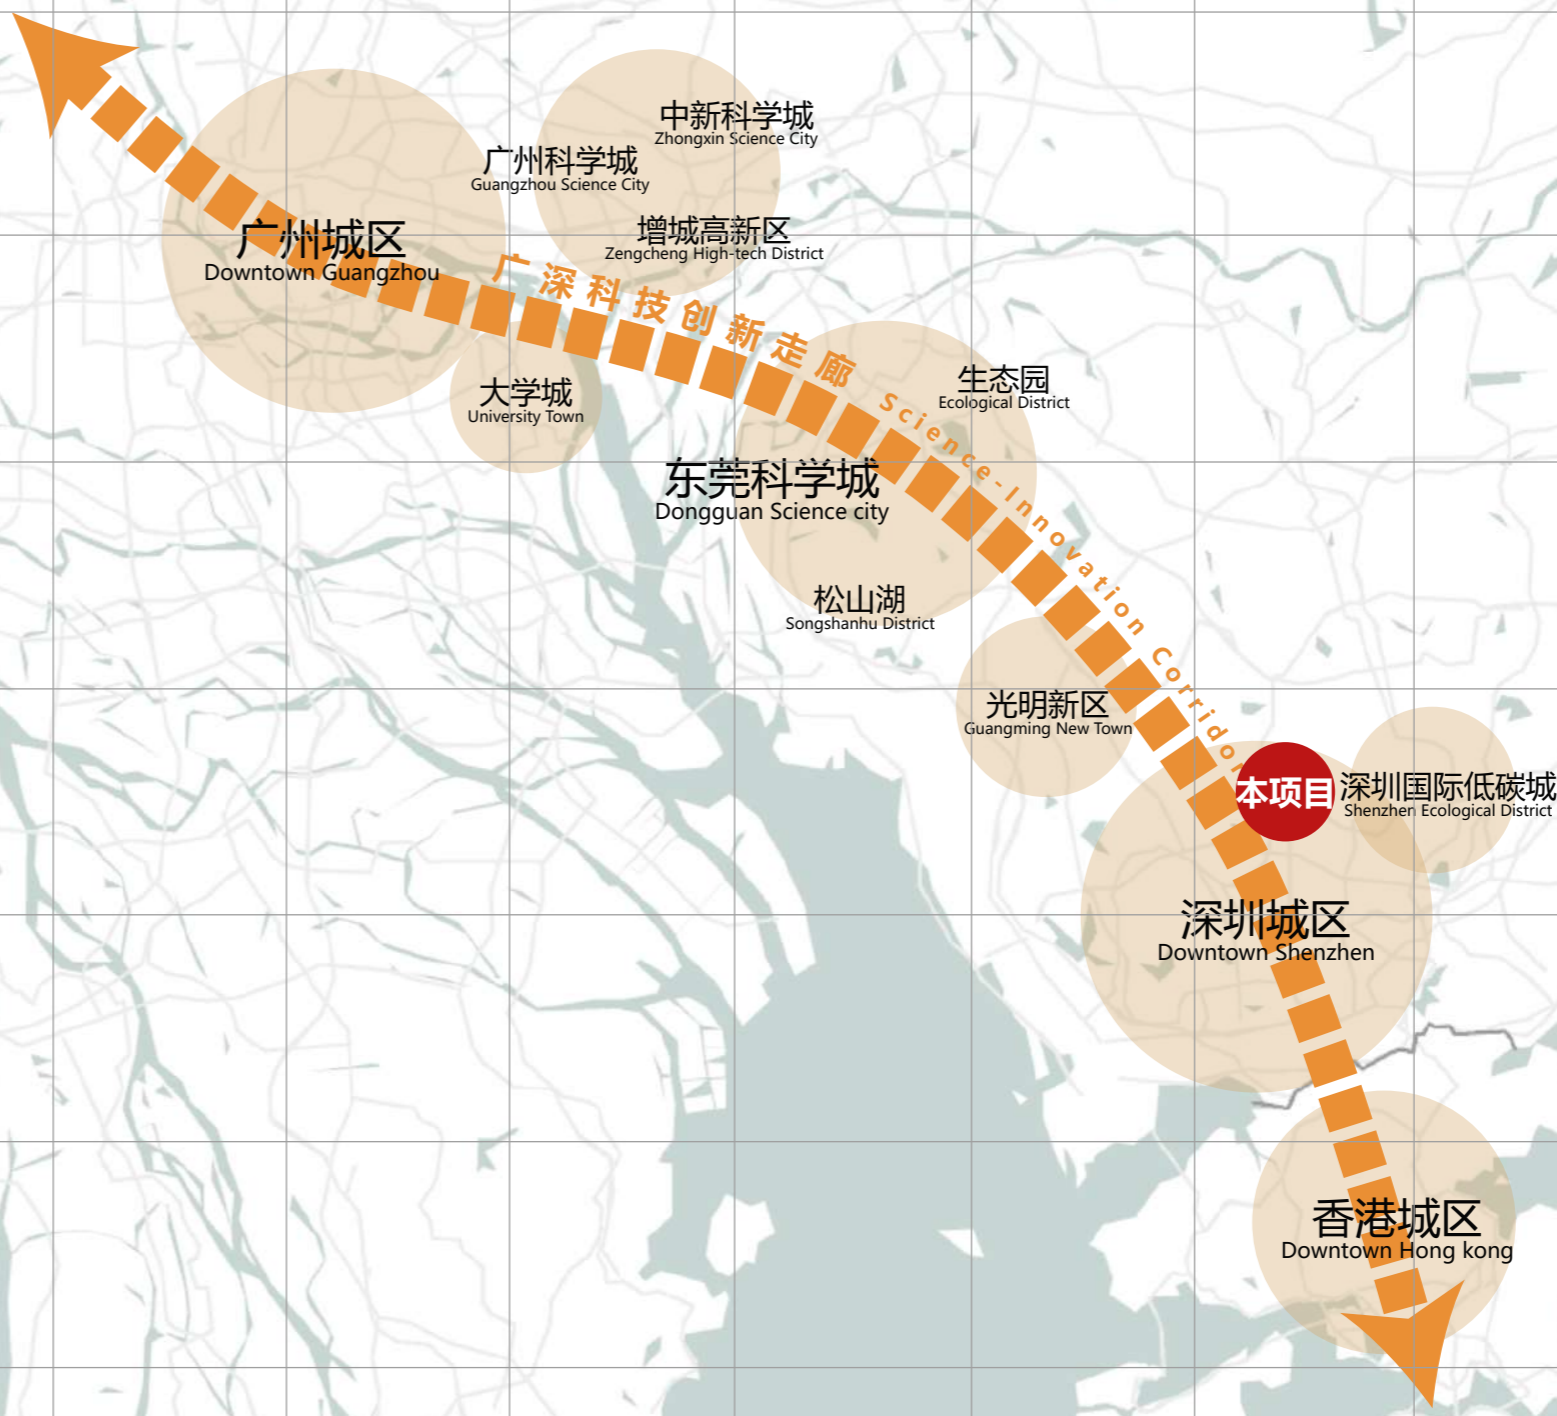 中新科学城
Zhongxin Science City
广州科学城
Guangzhou Science City
增城高新区
Zengcheng High-tech District
广州城区
Downtown Guangzhou
广深科技创新走廊
Science-Innovation Corridor
大学城
University Town
生态园
Ecological District
东莞科学城
Dongguan Science city
松山湖
Songshanhu District
光明新区
Guangming New Town
本项目
深圳国际低碳城
Shenzhen Ecological District
深圳城区
Downtown Shenzhen
香港城区
Downtown Hong kong